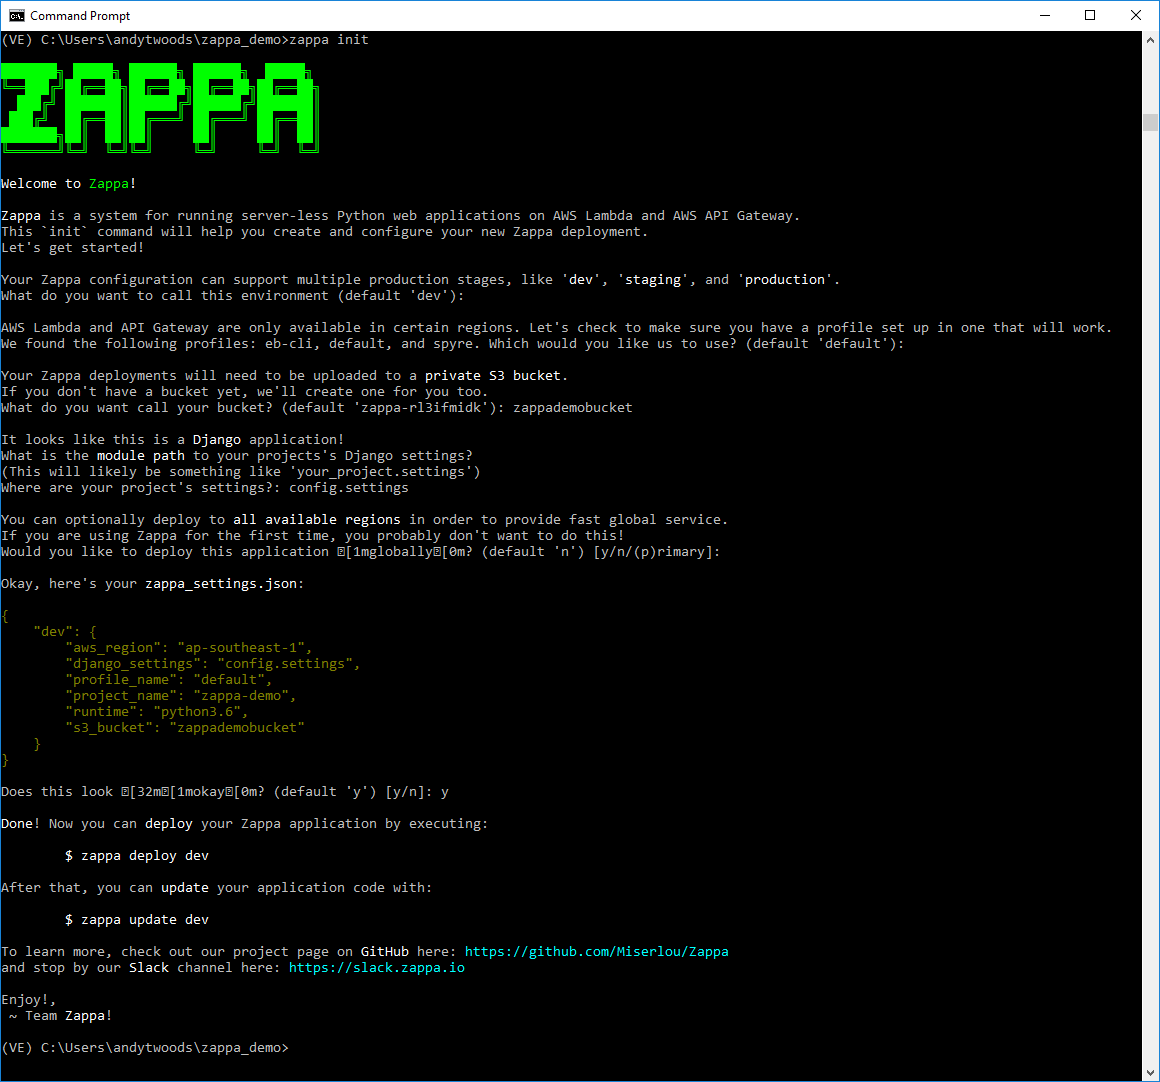 Command Prompt
(VE) C:\Users\andytwoods\zappa_demo>zappa init
ZAPPA
Welcome to Zappa!
Zappa is a system for running server-less Python web applications on AWS Lambda and AWS API Gateway.
This `init` command will help you create and configure your new Zappa deployment.
Let's get started!
Your Zappa configuration can support multiple production stages, like 'dev', 'staging', and 'production'.
What do you want to call this environment (default 'dev'):
AWS Lambda and API Gateway are only available in certain regions. Let's check to make sure you have a profile set up in one that will work.
We found the following profiles: eb-cli, default, and spyre. Which would you like us to use? (default 'default'):
Your Zappa deployments will need to be uploaded to a private S3 bucket.
If you don't have a bucket yet, we'll create one for you too.
What do you want call your bucket? (default 'zappa-rl3ifmidk'): zappademobucket
It looks like this is a Django application!
What is the module path to your projects's Django settings?
(This will likely be something like 'your_project.settings')
Where are your project's settings?: config.settings
You can optionally deploy to all available regions in order to provide fast global service.
If you are using Zappa for the first time, you probably don't want to do this!
Would you like to deploy this application ⍰[1mglobally⍰[0m? (default 'n') [y/n/(p)rimary]:
Okay, here's your zappa_settings.json:
{
    "dev": {
        "aws_region": "ap-southeast-1",
        "django_settings": "config.settings",
        "profile_name": "default",
        "project_name": "zappa-demo",
        "runtime": "python3.6",
        "s3_bucket": "zappademobucket"
    }
}
Does this look ⍰[32m⍰[1mokay⍰[0m? (default 'y') [y/n]: y
Done! Now you can deploy your Zappa application by executing:
        $ zappa deploy dev
After that, you can update your application code with:
        $ zappa update dev
To learn more, check out our project page on GitHub here: https://github.com/Miserlou/Zappa
and stop by our Slack channel here: https://slack.zappa.io
Enjoy!,
 ~ Team Zappa!
(VE) C:\Users\andytwoods\zappa_demo>